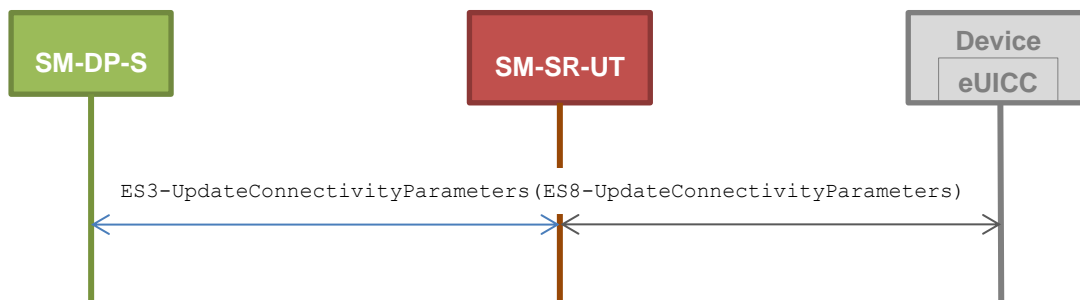 SM-DP-S
SM-SR-UT
Device
eUICC
ES3-UpdateConnectivityParameters(ES8-UpdateConnectivityParameters)